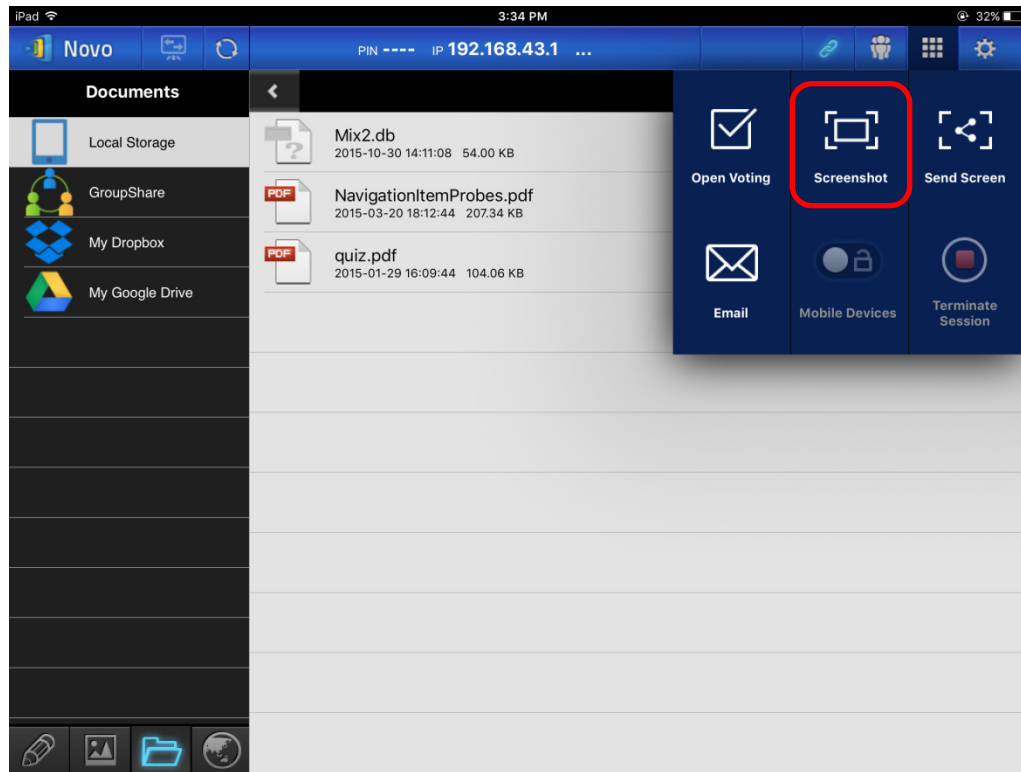 iPad 3:34 PM 32%
Novo PIN ---- IP 192.168.43.1 ...
Documents
Local Storage
GroupShare
My Dropbox
My Google Drive
Mix2.db
2015-10-30 14:11:08 54.00 KB
PDF
NavigationItemProbes.pdf
2015-03-20 18:12:44 207.34 KB
PDF
quiz.pdf
2015-01-29 16:09:44 104.06 KB
Open Voting
Screenshot
Send Screen
Email
Mobile Devices
Terminate
Session